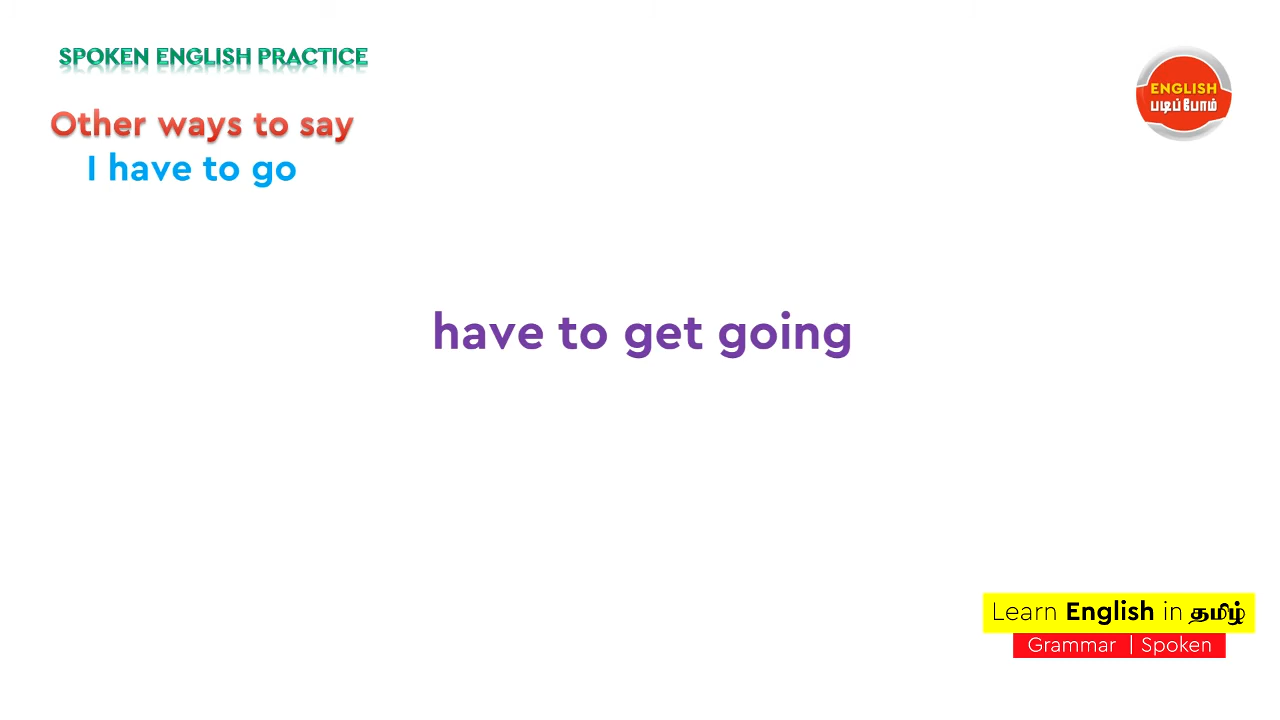 SPOKEN ENGLISH PRACTICE
Other ways to say
I have to go
ENGLISH
படிப்போம்
have to get going
Learn English in தமிழ்
Grammar | Spoken